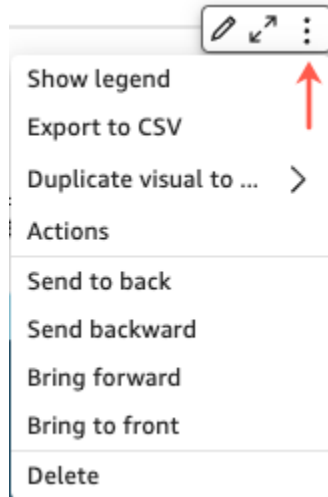 Show legend
Export to CSV
Duplicate visual to ...
Actions
Send to back
Send backward
Bring forward
Bring to front
Delete